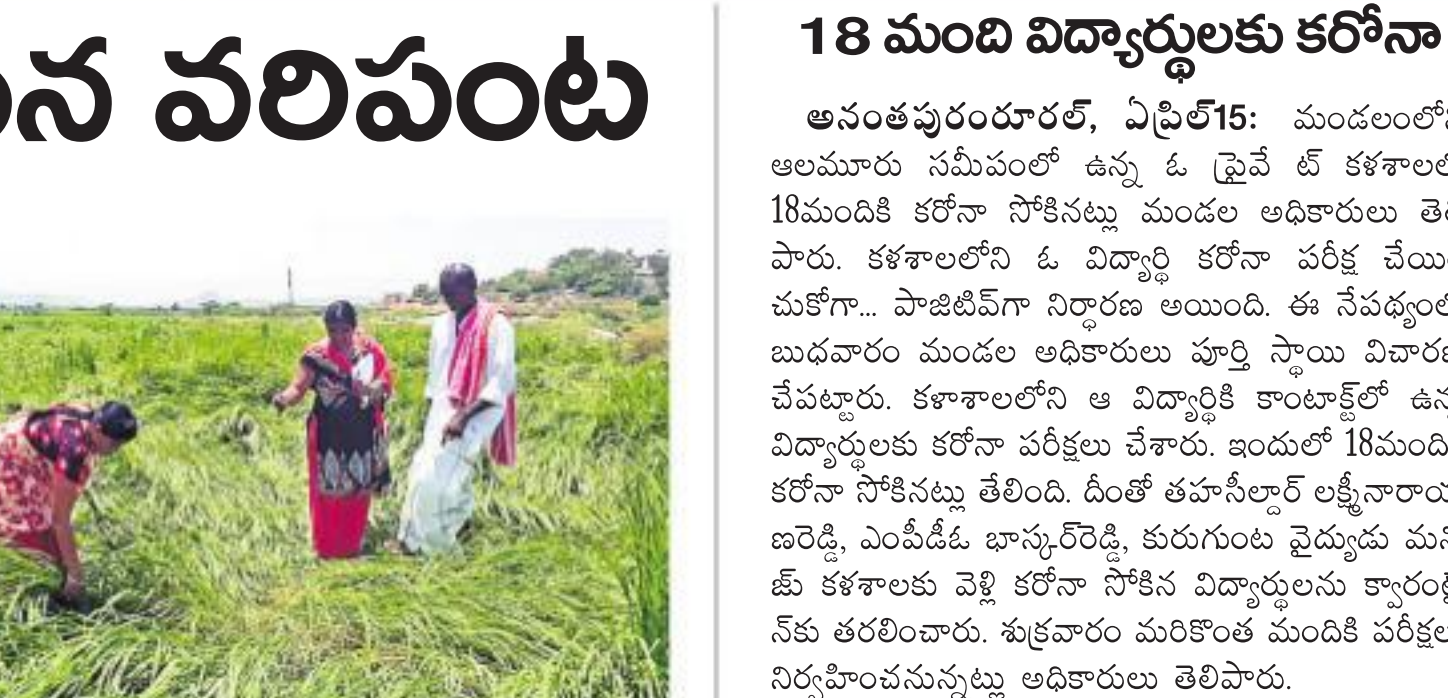 న వరిపంట
18 మంది విద్యార్థులకు కరోనా
అనంతపురంరూరల్, ఏప్రిల్15: మండలంలోని
ఆలమూరు సమీపంలో ఉన్న ఓ ప్రైవే ట్ కళశాలలో
18మందికి కరోనా సోకినట్లు మండల అధికారులు తెలి
పారు. కళశాలలోని ఓ విద్యార్థి కరోనా పరీక్ష చేయిం
చుకోగా... పాజిటివ్‌గా నిర్ధారణ అయింది. ఈ నేపథ్యంలో
బుధవారం మండల అధికారులు పూర్తి స్థాయి విచారణ
చేపట్టారు. కళాశాలలోని ఆ విద్యార్థికి కాంటాక్ట్‌లో ఉన్న
విద్యార్థులకు కరోనా పరీక్షలు చేశారు. ఇందులో 18మంది
కరోనా సోకినట్లు తేలింది. దీంతో తహసీల్దార్ లక్ష్మీనారాయ
ణరెడ్డి, ఎంపీడీఓ భాస్కర్‌రెడ్డి, కురుగుంట వైద్యుడు మనో
జ్ కళశాలకు వెళ్లి కరోనా సోకిన విద్యార్థులను క్వారంటై
న్‌కు తరలించారు. శుక్రవారం మరికొంత మందికి పరీక్షలు
నిర్వహించనున్నట్లు అధికారులు తెలిపారు.